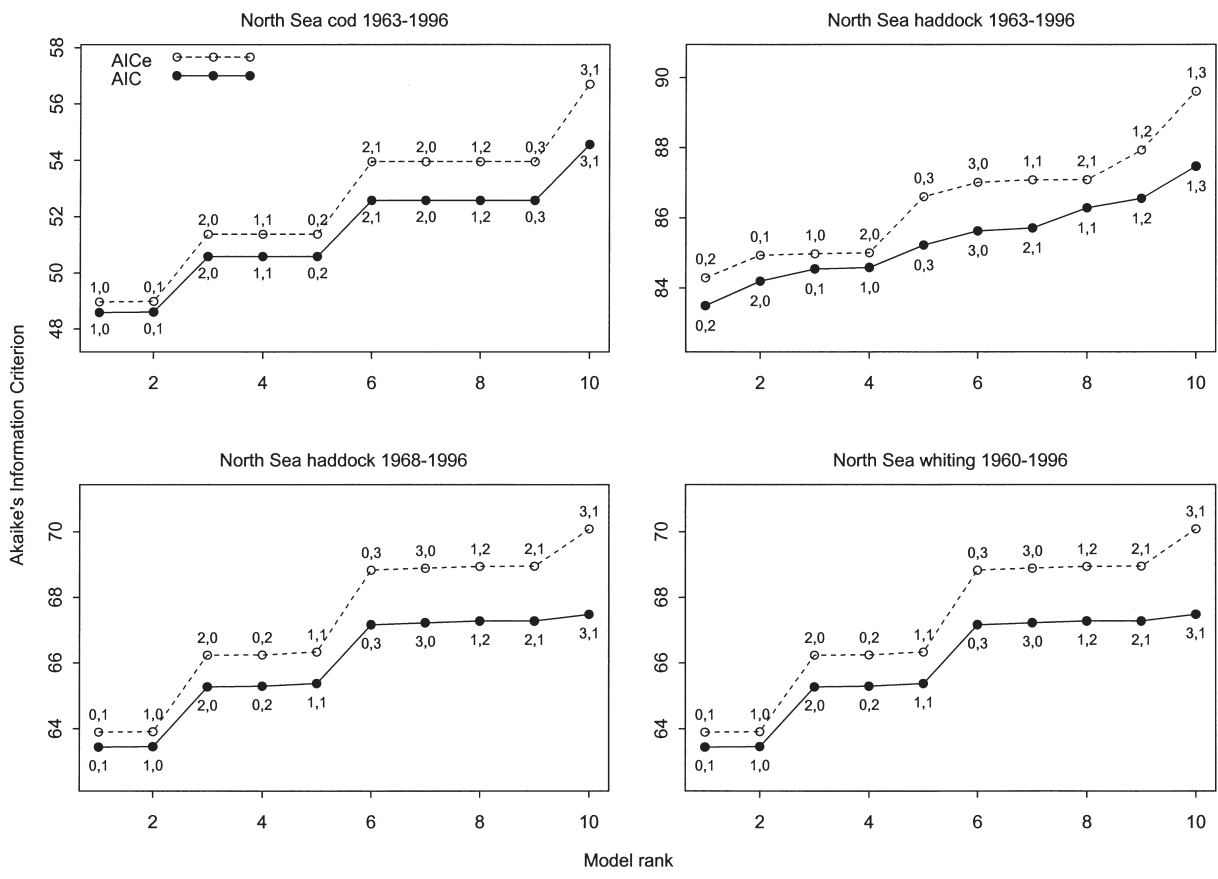 North Sea cod 1963-1996
North Sea haddock 1963-1996
AICe
AIC
58
56
54
52
50
48
1,0 0,1 2,0 1,1 0,2 2,1 2,0 1,2 0,3 3,1
1,0 0,1 2,0 1,1 0,2 2,1 2,0 1,2 0,3 3,1
2 4 6 8 10
90
88
86
84
0,2 0,1 1,0 2,0 0,3 3,0 1,1 2,1 1,2 1,3
0,2 2,0 0,1 1,0 0,3 3,0 2,1 1,1 1,2 1,3
2 4 6 8 10
Akaike's Information Criterion
North Sea haddock 1968-1996
North Sea whiting 1960-1996
70
68
66
64
0,1 1,0 2,0 0,2 1,1 0,3 3,0 1,2 2,1 3,1
0,1 1,0 2,0 0,2 1,1 0,3 3,0 1,2 2,1 3,1
2 4 6 8 10
70
68
66
64
0,1 1,0 2,0 0,2 1,1 0,3 3,0 1,2 2,1 3,1
0,1 1,0 2,0 0,2 1,1 0,3 3,0 1,2 2,1 3,1
2 4 6 8 10
Model rank